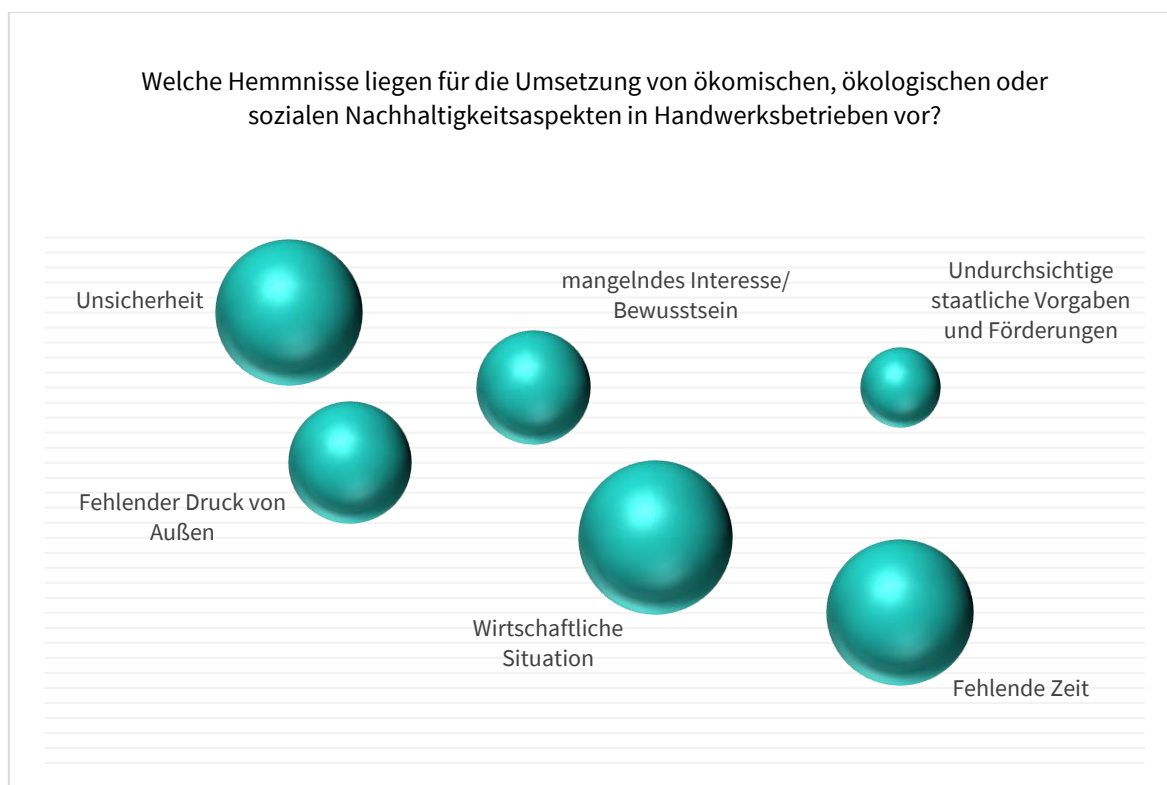 Welche Hemmnisse liegen für die Umsetzung von ökomischen, ökologischen oder
sozialen Nachhaltigkeitsaspekten in Handwerksbetrieben vor?
Unsicherheit
mangelndes Interesse/
Bewusstsein
Undurchsichtige
staatliche Vorgaben
und Förderungen
Fehlender Druck von
Außen
Wirtschaftliche
Situation
Fehlende Zeit